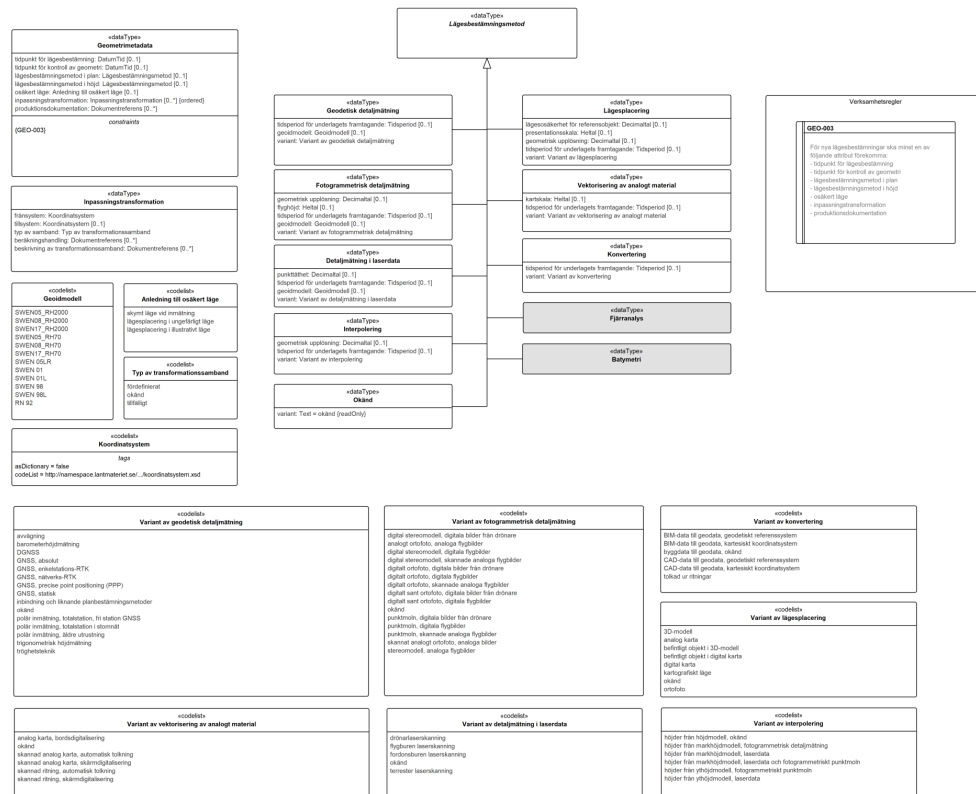 «dataType»
Lägesbestämningsmetod
«dataType»
Geometrimetadata
tidpunkt för lägesbestämning: DatumTid [0..1]
tidpunkt för kontroll av geometri: DatumTid [0..1]
lägesbestämningsmetod i plan: Lägesbestämningsmetod [0..1]
lägesbestämningsmetod i höjd: Lägesbestämningsmetod [0..1]
osäkert läge: Anledning till osäkert läge [0..1]
inpassningstransformation: Inpassningstransformation [0..*] {ordered}
produktionsdokumentation: Dokumentreferens [0..*]
constraints
{GEO-003}
«dataType»
Inpassningstransformation
frånsystem: Koordinatsystem
tillsystem: Koordinatsystem [0..1]
typ av samband: Typ av transformationssamband
beräkningshandling: Dokumentreferens [0..*]
beskrivning av transformationssamband: Dokumentreferens [0..*]
«codelist»
Geoidmodell
SWEN05_RH2000
SWEN08_RH2000
SWEN17_RH2000
SWEN05_RH70
SWEN08_RH70
SWEN17_RH70
SWEN 05LR
SWEN 01
SWEN 01L
SWEN 98
SWEN 98L
RN 92
«codelist»
Anledning till osäkert läge
skymt läge vid inmätning
lägesplacering i ungefärligt läge
lägesplacering i illustrativt läge
«codelist»
Typ av transformationssamband
fördefinierat
okänd
tillfälligt
«codelist»
Koordinatsystem
tags
asDictionary = false
codeList = http://namespace.lantmateriet.se/.../koordinatsystem.xsd
«dataType»
Geodetisk detaljmätning
tidsperiod för underlagets framtagande: Tidsperiod [0..1]
geoidmodell: Geoidmodell [0..1]
variant: Variant av geodetisk detaljmätning
«dataType»
Fotogrammetrisk detaljmätning
geometrisk upplösning: Decimaltal [0..1]
flyghöjd: Heltal [0..1]
tidsperiod för underlagets framtagande: Tidsperiod [0..1]
geoidmodell: Geoidmodell [0..1]
variant: Variant av fotogrammetrisk detaljmätning
«dataType»
Detaljmätning i laserdata
punkttäthet: Decimaltal [0..1]
tidsperiod för underlagets framtagande: Tidsperiod [0..1]
geoidmodell: Geoidmodell [0..1]
variant: Variant av detaljmätning i laserdata
«dataType»
Interpolering
geometrisk upplösning: Decimaltal [0..1]
tidsperiod för underlagets framtagande: Tidsperiod [0..1]
variant: Variant av interpolering
«dataType»
Okänd
variant: Text = okänd {readOnly}
«dataType»
Lägesplacering
lägesosäkerhet för referensobjekt: Decimaltal [0..1]
presentationsskala: Heltal [0..1]
geometrisk upplösning: Decimaltal [0..1]
tidsperiod för underlagets framtagande: Tidsperiod [0..1]
variant: Variant av lägesplacering
«dataType»
Vektorisering av analogt material
kartskala: Heltal [0..1]
tidsperiod för underlagets framtagande: Tidsperiod [0..1]
variant: Variant av vektorisering av analogt material
«dataType»
Konvertering
tidsperiod för underlagets framtagande: Tidsperiod [0..1]
variant: Variant av konvertering
«dataType»
Fjärranalys
«dataType»
Batymetri
Verksamhetsregler
GEO-003
För nya lägesbestämningar ska minst en av
följande attribut förekomma:
- tidpunkt för lägesbestämning
- tidpunkt för kontroll av geometri
- lägesbestämningsmetod i plan
- lägesbestämningsmetod i höjd
- osäkert läge
- inpassningstransformation
- produktionsdokumentation
«codelist»
Variant av geodetisk detaljmätning
avvägning
barometerhöjdmätning
DGNSS
GNSS, absolut
GNSS, enkelstations-RTK
GNSS, nätverks-RTK
GNSS, precise point positioning (PPP)
GNSS, statisk
inbindning och liknande planbestämningsmetoder
okänd
polär inmätning, totalstation, fri station GNSS
polär inmätning, totalstation i stomnät
polär inmätning, äldre utrustning
trigonometrisk höjdmätning
tröghetsteknik
«codelist»
Variant av fotogrammetrisk detaljmätning
digital stereomodell, digitala bilder från drönare
analogt ortofoto, analoga flygbilder
digital stereomodell, digitala flygbilder
digital stereomodell, skannade analoga flygbilder
digitalt ortofoto, digitala bilder från drönare
digitalt ortofoto, digitala flygbilder
digitalt ortofoto, skannade analoga flygbilder
digitalt sant ortofoto, digitala bilder från drönare
digitalt sant ortofoto, digitala flygbilder
okänd
punktmoln, digitala bilder från drönare
punktmoln, digitala flygbilder
punktmoln, skannade analoga flygbilder
skannat analogt ortofoto, analoga bilder
stereomodell, analoga flygbilder
«codelist»
Variant av konvertering
BIM-data till geodata, geodetiskt referenssystem
BIM-data till geodata, kartesiskt koordinatsystem
byggdata till geodata, okänd
CAD-data till geodata, geodetiskt referenssystem
CAD-data till geodata, kartesiskt koordinatsystem
tolkad ur ritningar
«codelist»
Variant av lägesplacering
3D-modell
analog karta
befintligt objekt i 3D-modell
befintligt objekt i digital karta
digital karta
kartografiskt läge
okänd
ortofoto
«codelist»
Variant av vektorisering av analogt material
analog karta, bordsdigitalisering
okänd
skannad analog karta, automatisk tolkning
skannad analog karta, skärmdigitalisering
skannad ritning, automatisk tolkning
skannad ritning, skärmdigitalisering
«codelist»
Variant av detaljmätning i laserdata
drönarlaserskanning
flygburen laserskanning
fordonsburen laserskanning
okänd
terrester laserskanning
«codelist»
Variant av interpolering
höjder från höjdmodell, okänd
höjder från markhöjdmodell, fotogrammetrisk detaljmätning
höjder från markhöjdmodell, laserdata
höjder från markhöjdmodell, laserdata och fotogrammetriskt punktmoln
höjder från ythöjdmodell, fotogrammetriskt punktmoln
höjder från ythöjdmodell, laserdata